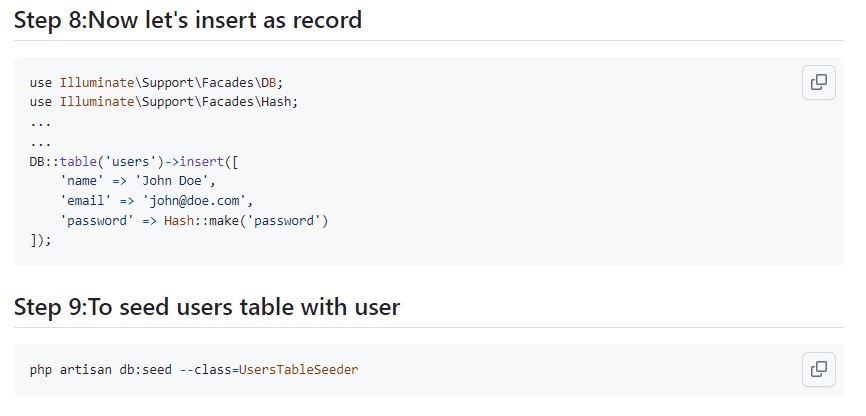 Step 8:Now let's insert as record
use Illuminate\Support\Facades\DB;
use Illuminate\Support\Facades\Hash;
...
...
DB::table('users')->insert([
    'name' => 'John Doe',
    'email' => 'john@doe.com',
    'password' => Hash::make('password')
]);
Step 9:To seed users table with user
php artisan db:seed --class=UsersTableSeeder